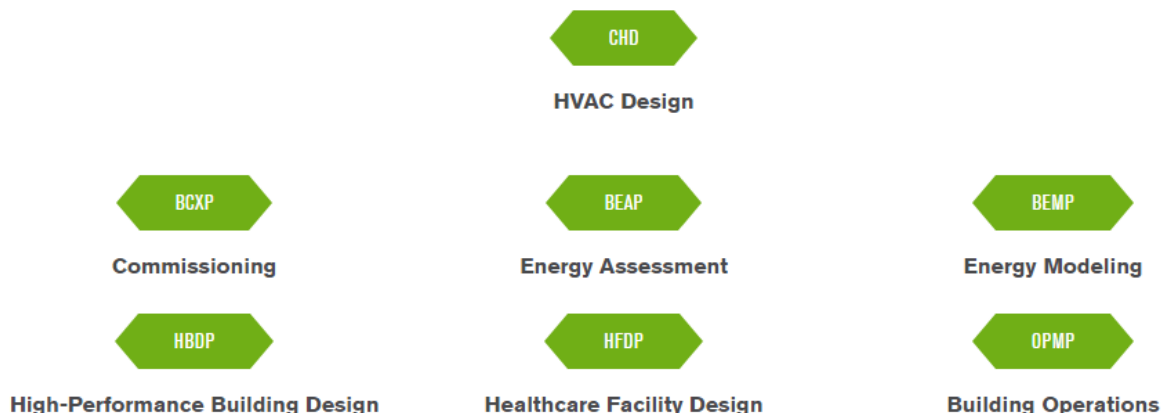 CHD
HVAC Design
BCXP
BEAP
BEMP
Commissioning
Energy Assessment
Energy Modeling
HBDP
HFDP
OPMP
High-Performance Building Design
Healthcare Facility Design
Building Operations